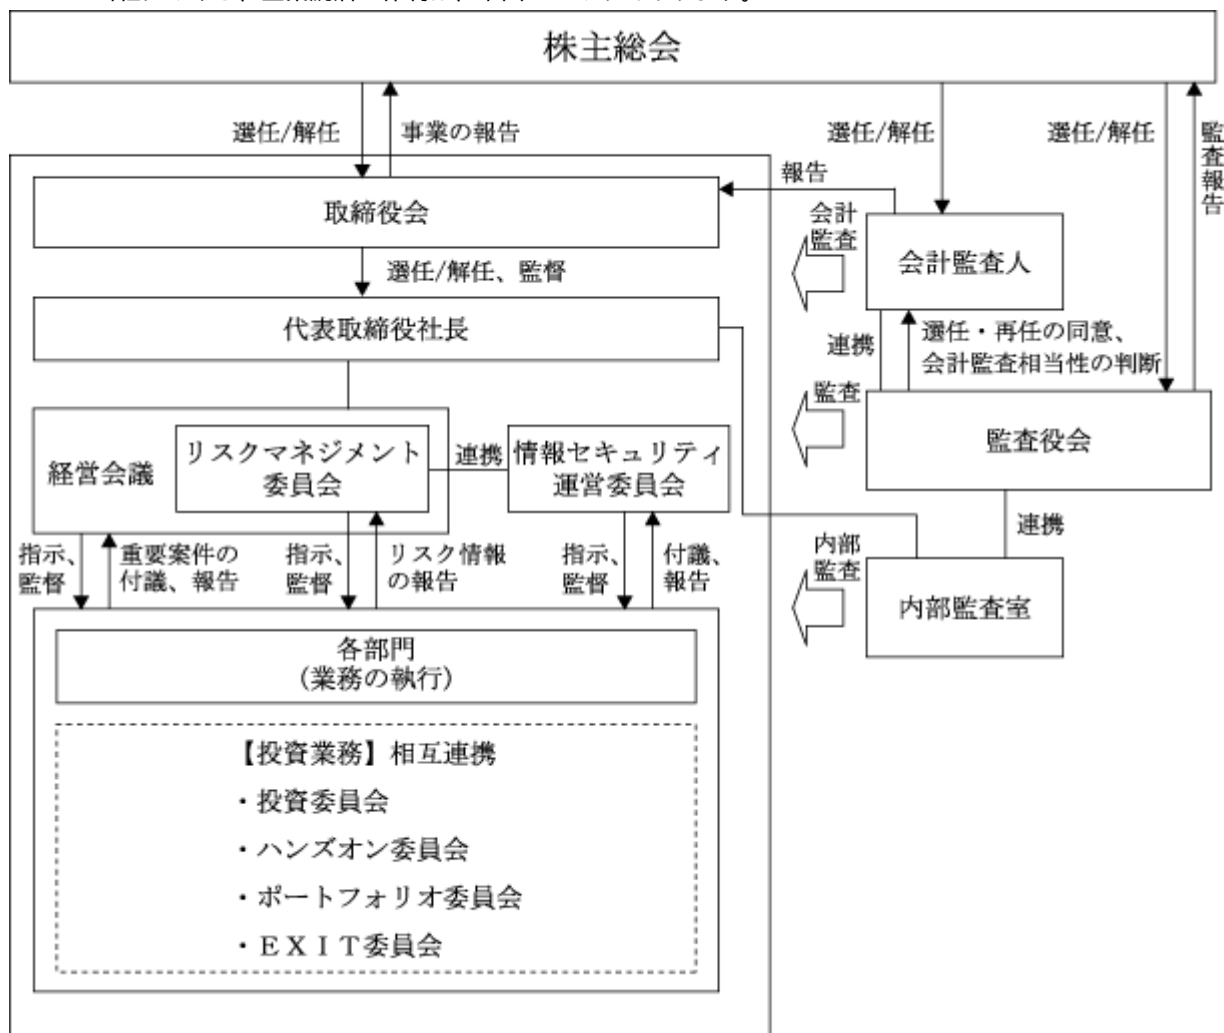 株主総会
選任/解任
事業の報告
選任/解任
選任/解任
監査報告
報告
取締役会
会計
監査
会計監査人
選任/解任、監督
代表取締役社長
連携
選任・再任の同意、
会計監査相当性の判断
監査
監査役会
経営会議
リスクマネジメント
委員会
連携
情報セキュリティ
運営委員会
連携
指示、
監督
重要案件の
付議、報告
指示、
監督
リスク情報
の報告
指示、
監督
付議、
報告
内部
監査
内部監査室
各部門
(業務の執行)
【投資業務】相互連携
・投資委員会
・ハンズオン委員会
・ポートフォリオ委員会
・ＥＸＩＴ委員会